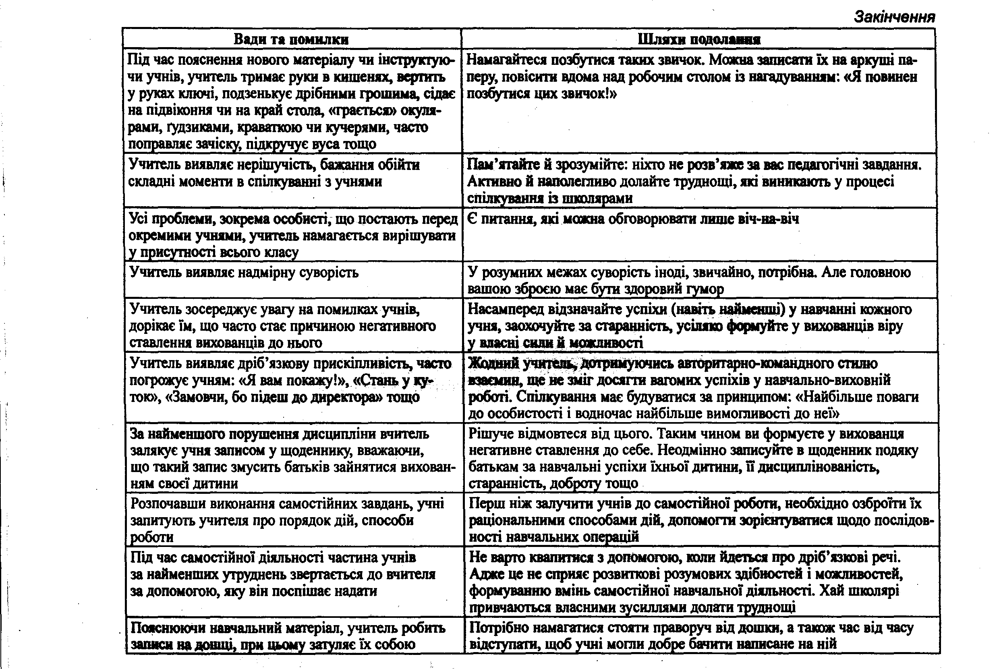 Закінчення
Вади та помилки
Шляхи подолання
Під час пояснення нового матеріалу чи інструктую-
чи учнів, учитель тримає руки в кишенях, вертить
у руках ключі, подзенькує дрібними грошима, сідає
на підвіконня чи на край стола, «грається» окуля-
рами, ґудзиками, краваткою чи кучерями, часто
поправляє зачіску, підкручує вуса тощо
Намагайтеся позбутися таких звичок. Можна записати їх на аркуші па-
перу, повісити вдома над робочим столом із нагадуванням: «Я повинен
позбутися цих звичок!»
Учитель виявляє нерішучість, бажання обійти
складні моменти в спілкуванні з учнями
Пам’ятайте й зрозумійте: ніхто не розв’яже за вас педагогічні завдання.
Активно й наполегливо долайте труднощі, які виникають у процесі
спілкування із школярами
Усі проблеми, зокрема особисті, що постають перед
окремими учнями, учитель намагається вирішувати
у присутності всього класу
Є питання, які можна обговорювати лише віч-на-віч
Учитель виявляє надмірну суворість
У розумних межах суворість іноді, звичайно, потрібна. Але головною
вашою зброєю має бути здоровий гумор
Учитель зосереджує увагу на помилках учнів,
дорікає їм, що часто стає причиною негативного
ставлення вихованців до нього
Насамперед відзначайте успіхи (навіть найменші) у навчанні кожного
учня, заохочуйте за старанність, усіляко формуйте у вихованців віру
у власні сили й можливості
Учитель виявляє дріб’язкову прискіпливість, часто
погрожує учням: «Я вам покажу!», «Стань у ку-
ток», «Замовчи, бо підеш до директора» тощо
Жодний учитель, дотримуючись авторитарно-командного стилю
взаємин, ще не зміг досягти вагомих успіхів у навчально-виховній
роботі. Спілкування має будуватися за принципом: «Найбільше поваги
до особистості і водночас найбільше вимогливості до неї»
За найменшого порушення дисципліни вчитель
залякує учня записом у щоденнику, вважаючи,
що такий запис змусить батьків зайнятися вихован-
ням своєї дитини
Рішуче відмовтеся від цього. Таким чином ви формуєте у вихованця
негативне ставлення до себе. Неодмінно записуйте в щоденник подяку
батькам за навчальні успіхи їхньої дитини, її дисциплінованість,
старанність, доброту тощо
Розпочавши виконання самостійних завдань, учні
запитують учителя про порядок дій, способи
роботи
Перш ніж залучити учнів до самостійної роботи, необхідно озброїти їх
раціональними способами дій, допомогти зорієнтуватися щодо послідов-
ності навчальних операцій
Під час самостійної діяльності частина учнів
за найменших утруднень звертається до вчителя
за допомогою, яку він поспішає надати
Не варто квапитися з допомогою, коли йдеться про дріб’язкові речі.
Адже це не сприяє розвиткові розумових здібностей і можливостей,
формуванню вмінь самостійної навчальної діяльності. Хай школярі
привчаються власними зусиллями долати труднощі
Пояснюючи навчальний матеріал, учитель робить
записи на дошці, при цьому затуляє їх собою
Потрібно намагатися стояти праворуч від дошки, а також час від часу
відступати, щоб учні могли добре бачити написане на ній